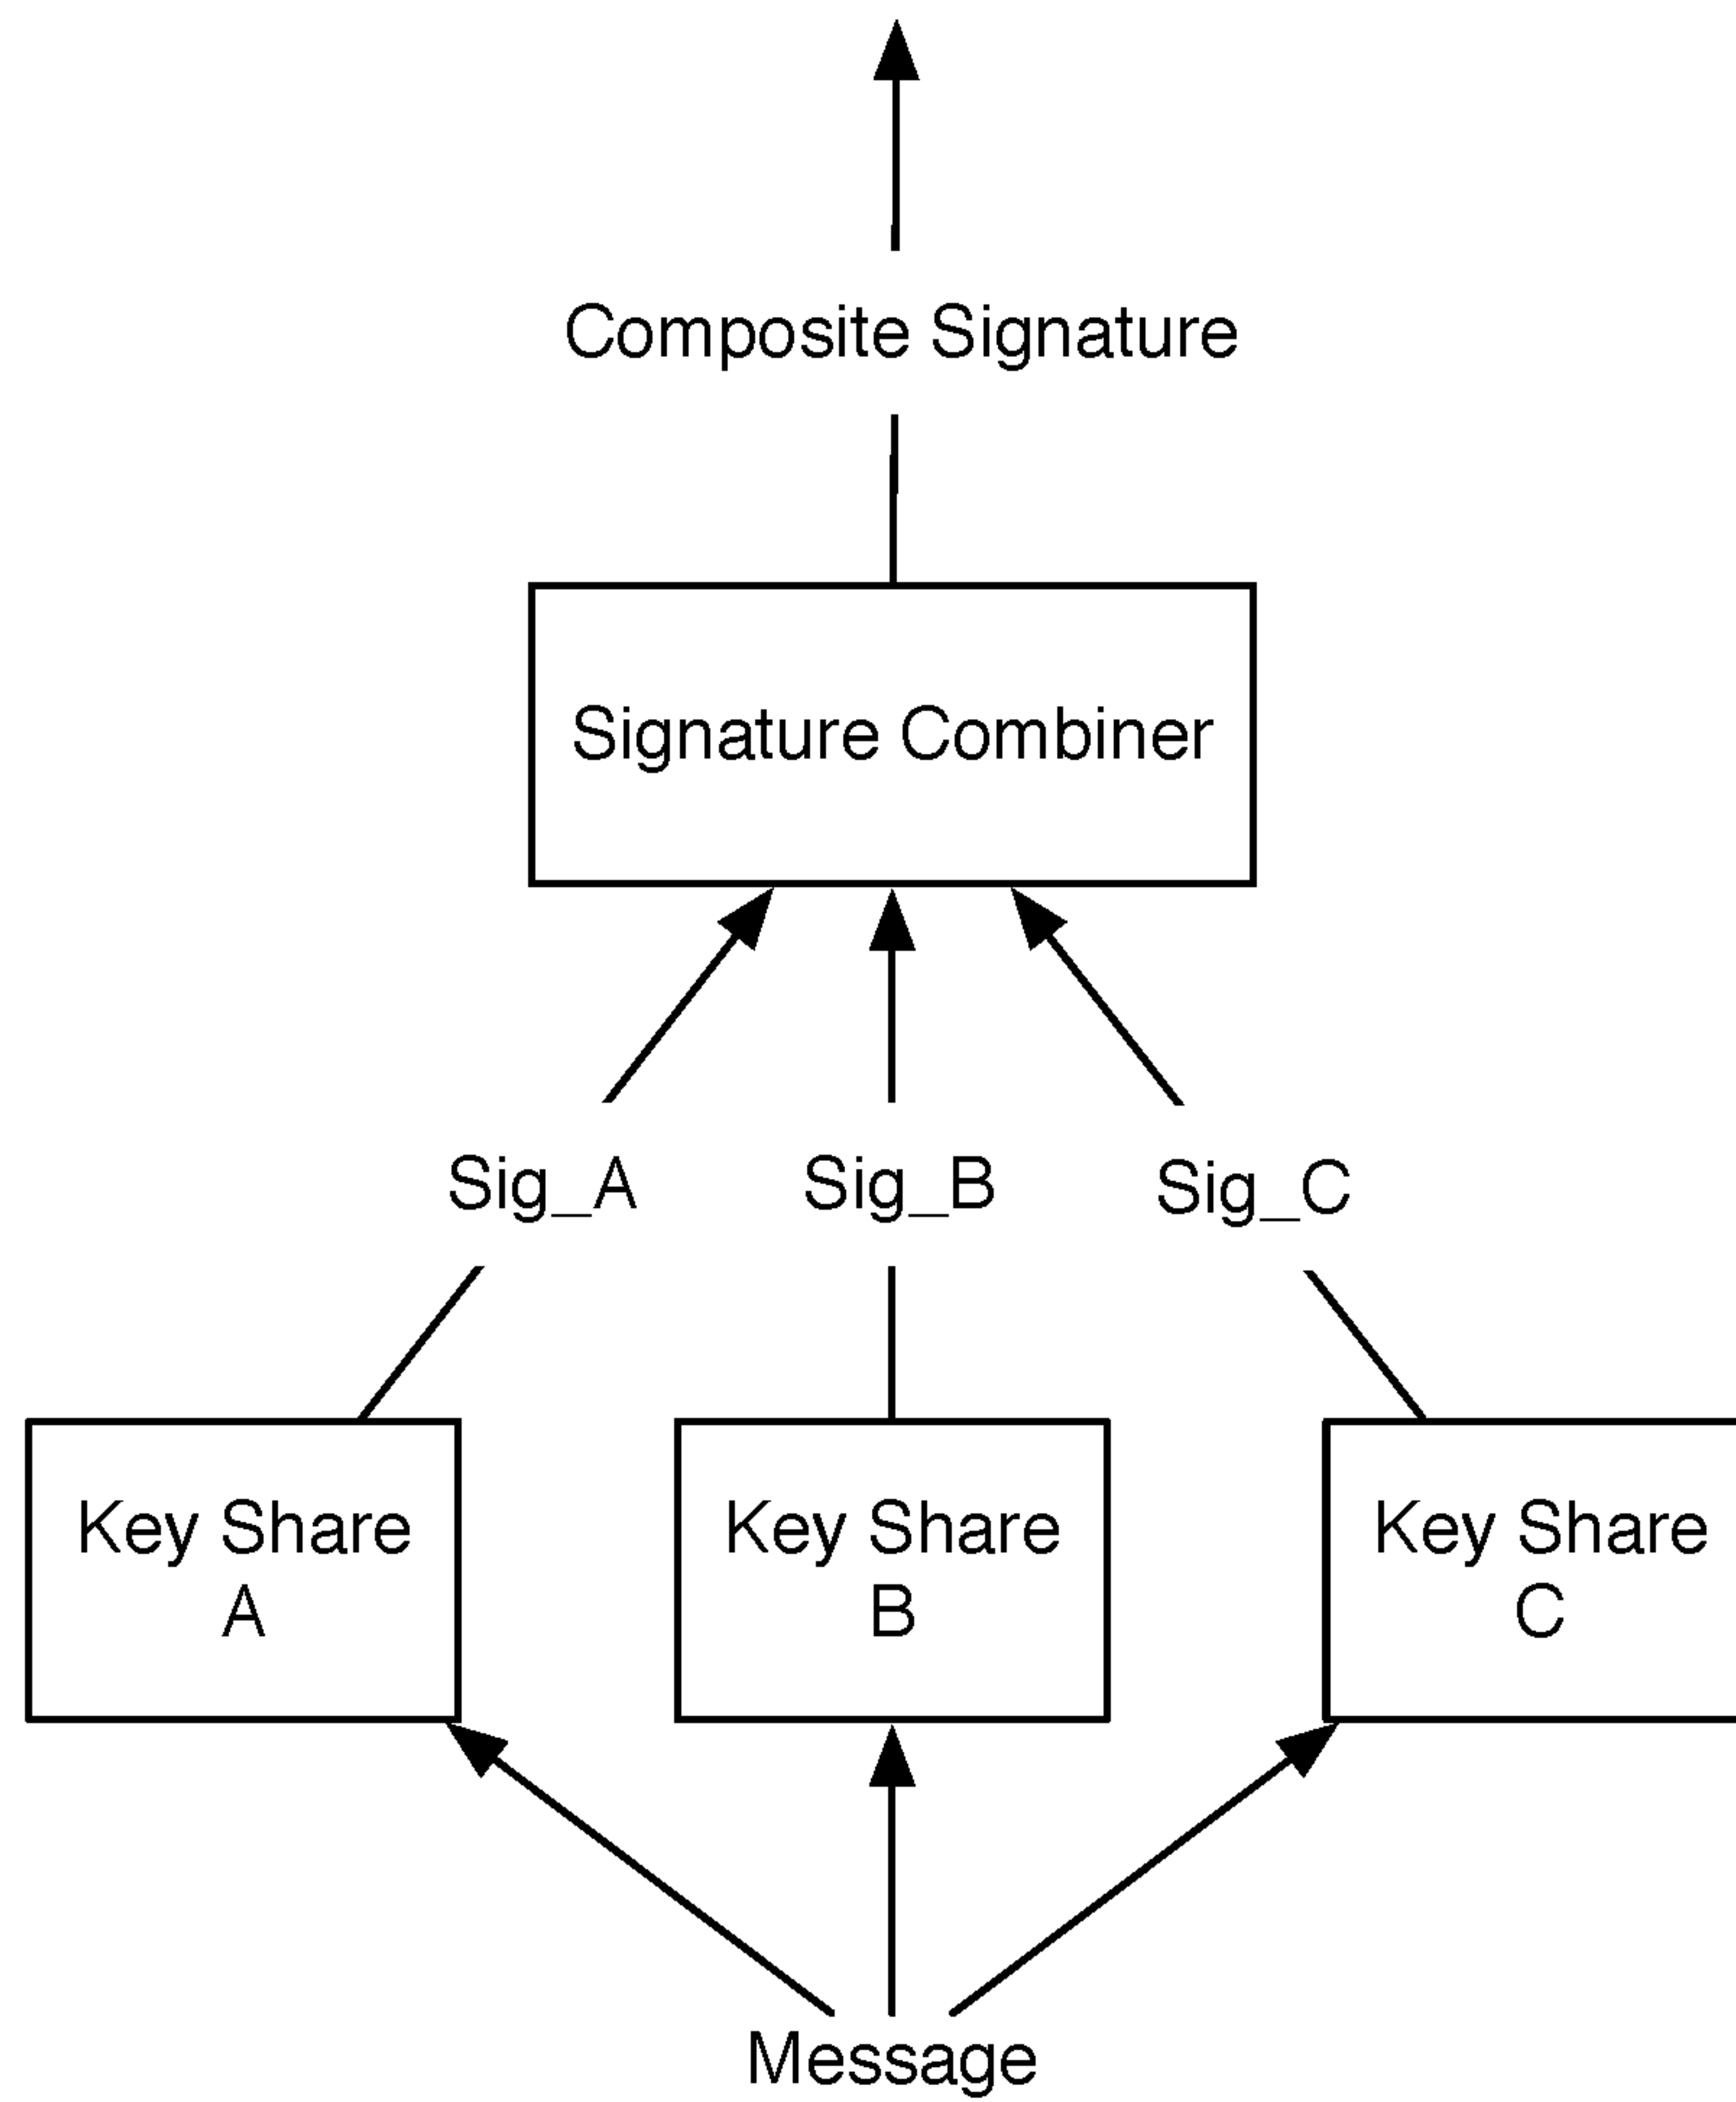 Composite Signature
Signature Combiner
Sig_A
Sig_B
Sig_C
Key Share
A
Key Share
B
Key Share
C
Message